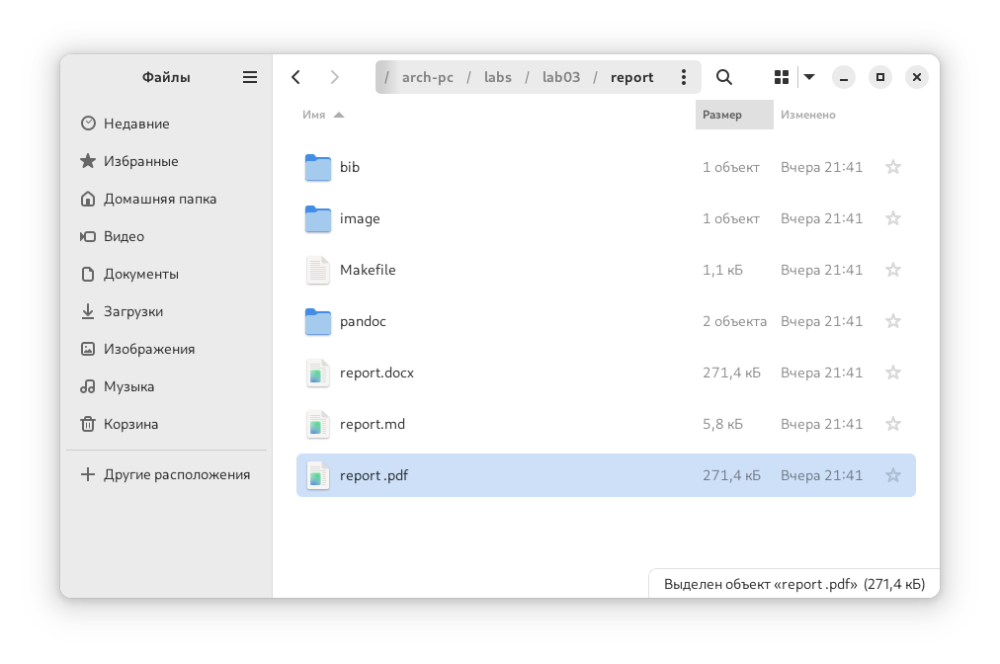 Файлы
/ arch-pc / labs / lab03 / report
Имя Размер Изменено
Недавние
Избранные
Домашняя папка
Видео
Документы
Загрузки
Изображения
Музыка
Корзина
Другие расположения
bib 1 объект Вчера 21:41
image 1 объект Вчера 21:41
Makefile 1,1 кБ Вчера 21:41
pandoc 2 объекта Вчера 21:41
report.docx 271,4 кБ Вчера 21:41
report.md 5,8 кБ Вчера 21:41
report .pdf 271,4 кБ Вчера 21:41
Выделен объект «report .pdf» (271,4 кБ)